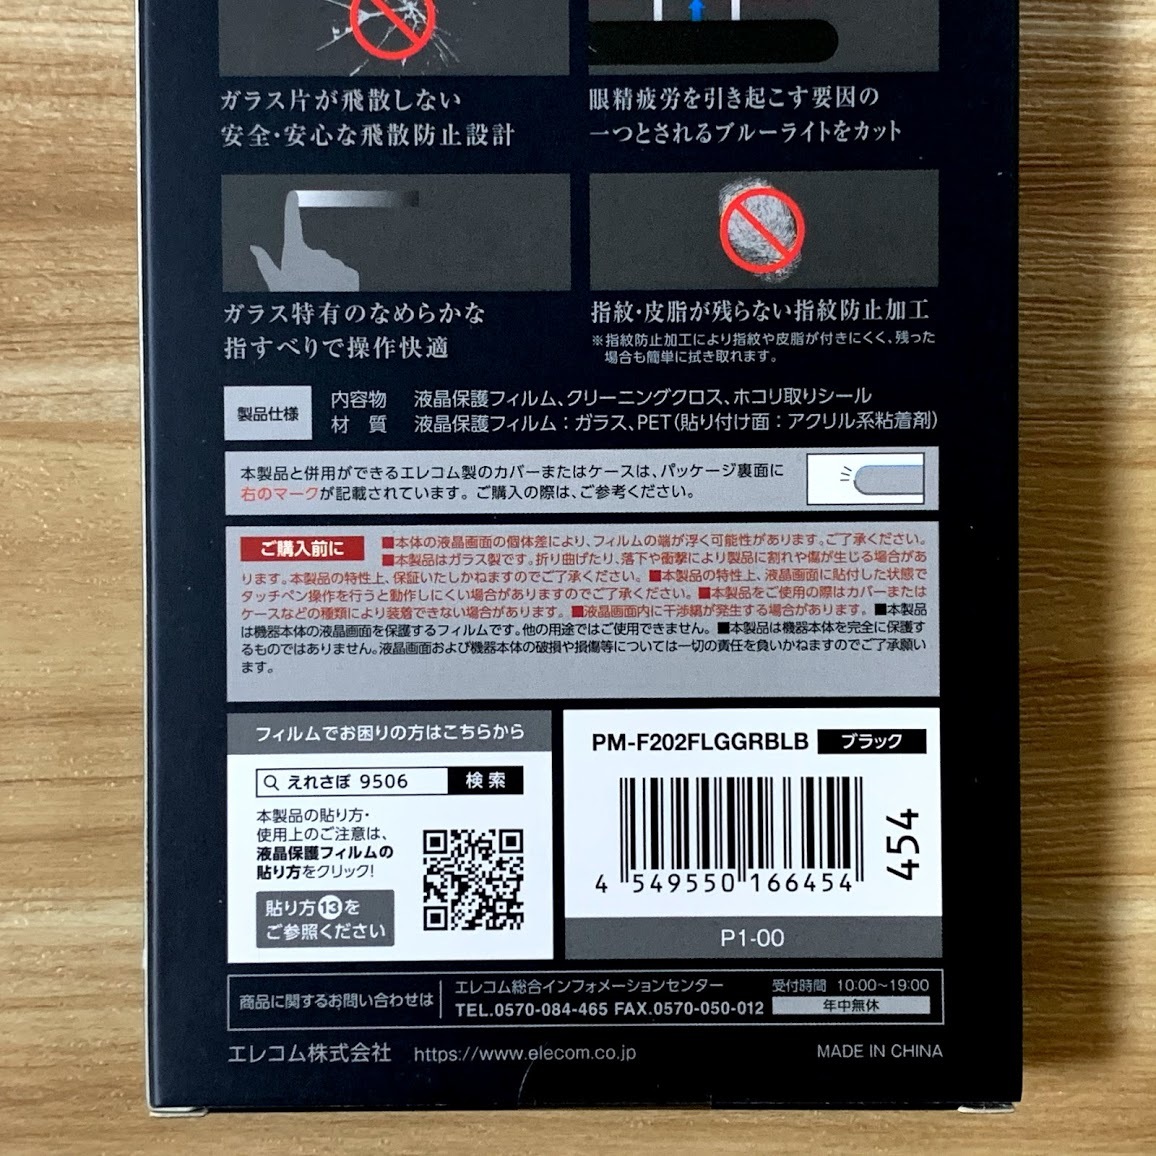 ガラス片が飛散しない
安全・安心な飛散防止設計
眼精疲労を引き起こす要因の
一つとされるブルーライトをカット
ガラス特有のなめらかな
指すべりで操作快適
指紋・皮脂が残らない指紋防止加工
※指紋防止加工により指紋や皮脂が付きにくく、残った
場合も簡単に拭き取れます。
製品仕様
内容物 液晶保護フィルム、クリーニングクロス、ホコリ取りシール
材 質 液晶保護フィルム：ガラス、PET（貼り付け面：アクリル系粘着剤）
本製品と併用ができるエレコム製のカバーまたはケースは、パッケージ裏面に
右のマークが記載されています。ご購入の際は、ご参考ください。
ご購入前に ■本体の液晶画面の個体差により、フィルムの端が浮く可能性があります。ご了承ください。
■本製品はガラス製です。折り曲げたり、落下や衝撃により製品に割れや傷が生じる場合があ
ります。本製品の特性上、保証いたしかねますのでご了承ください。■本製品の特性上、液晶画面に貼付した状態で
タッチペン操作を行うと動作しにくい場合がありますのでご了承ください。■本製品をご使用の際はカバーまたは
ケースなどの種類により装着できない場合があります。■液晶画面内に干渉縞が発生する場合があります。■本製品
は機器本体の液晶画面を保護するフィルムです。他の用途ではご使用できません。■本製品は機器本体を完全に保護す
るものではありません。液晶画面および機器本体の破損や損傷等については一切の責任を負いかねますのでご了承願い
ます。
フィルムでお困りの方はこちらから
えれさぽ 9506 検索
本製品の貼り方・
使用上のご注意は、
液晶保護フィルムの
貼り方をクリック!
貼り方⑬を
ご参照ください
PM-F202FLGGRBLB ブラック
4 549550 166454
454
P1-00
商品に関するお問い合わせは
エレコム総合インフォメーションセンター
TEL.0570-084-465 FAX.0570-050-012
受付時間 10:00～19:00
年中無休
エレコム株式会社 https://www.elecom.co.jp
MADE IN CHINA